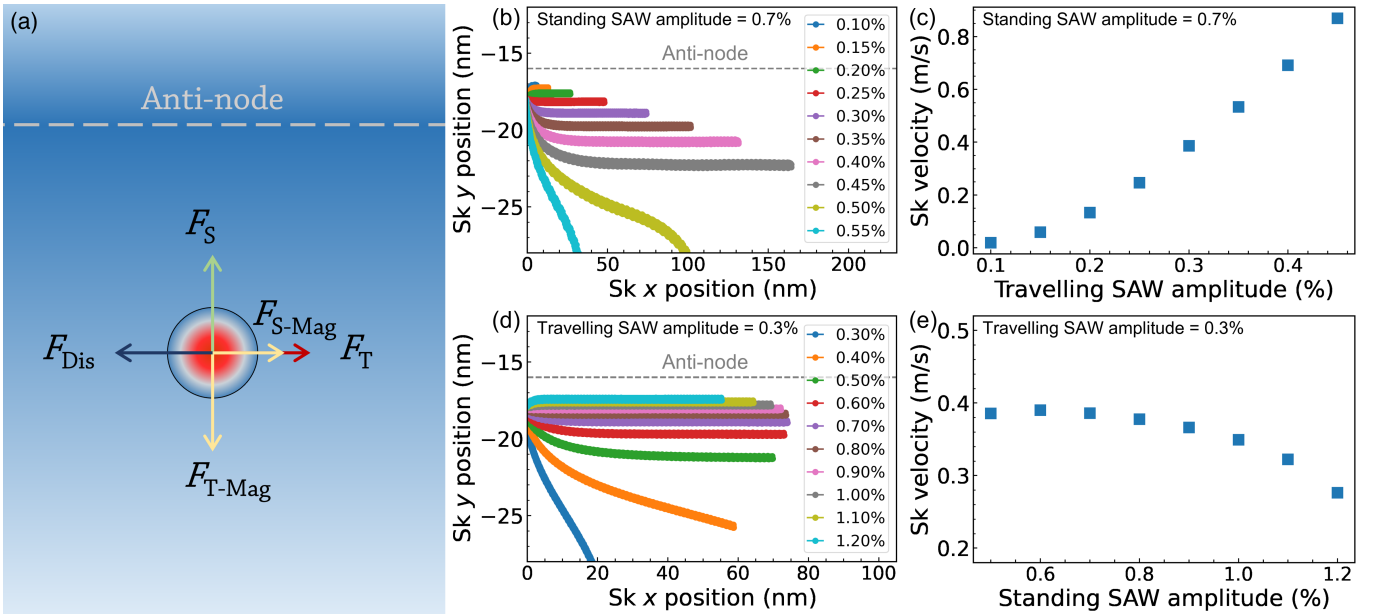 (a)
Anti-node
F_S
F_S-Mag
F_Dis
F_T
F_T-Mag
(b)
Standing SAW amplitude = 0.7%
Anti-node
0.10%
0.15%
0.20%
0.25%
0.30%
0.35%
0.40%
0.45%
0.50%
0.55%
Sk y position (nm)
−15
−20
−25
0 50 100 150 200
Sk x position (nm)
(c)
Standing SAW amplitude = 0.7%
Sk velocity (m/s)
0.8
0.6
0.4
0.2
0.0
0.1 0.2 0.3 0.4
Travelling SAW amplitude (%)
(d)
Travelling SAW amplitude = 0.3%
Anti-node
0.30%
0.40%
0.50%
0.60%
0.70%
0.80%
0.90%
1.00%
1.10%
1.20%
Sk y position (nm)
−15
−20
−25
0 20 40 60 80 100
Sk x position (nm)
(e)
Travelling SAW amplitude = 0.3%
Sk velocity (m/s)
0.5
0.4
0.3
0.2
0.6 0.8 1.0 1.2
Standing SAW amplitude (%)